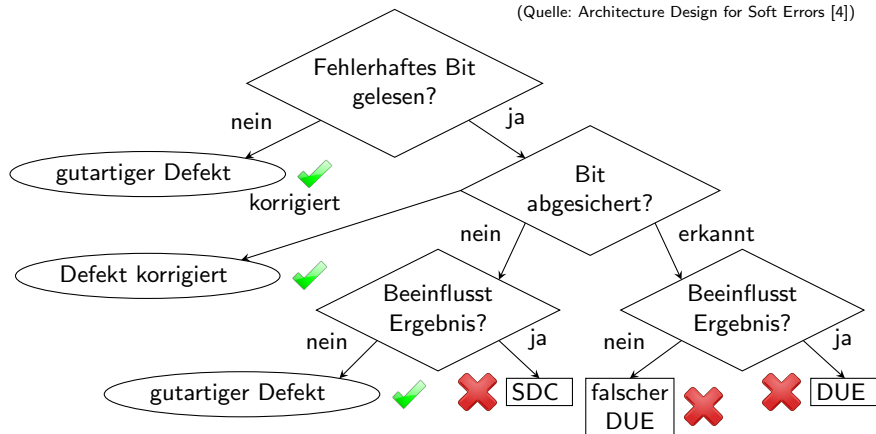 (Quelle: Architecture Design for Soft Errors [4])
Fehlerhaftes Bit
gelesen?
nein
ja
gutartiger Defekt
Bit
abgesichert?
korrigiert
nein
erkannt
Defekt korrigiert
Beeinflusst
Ergebnis?
Beeinflusst
Ergebnis?
nein
ja
nein
ja
gutartiger Defekt
SDC
falscher
DUE
DUE